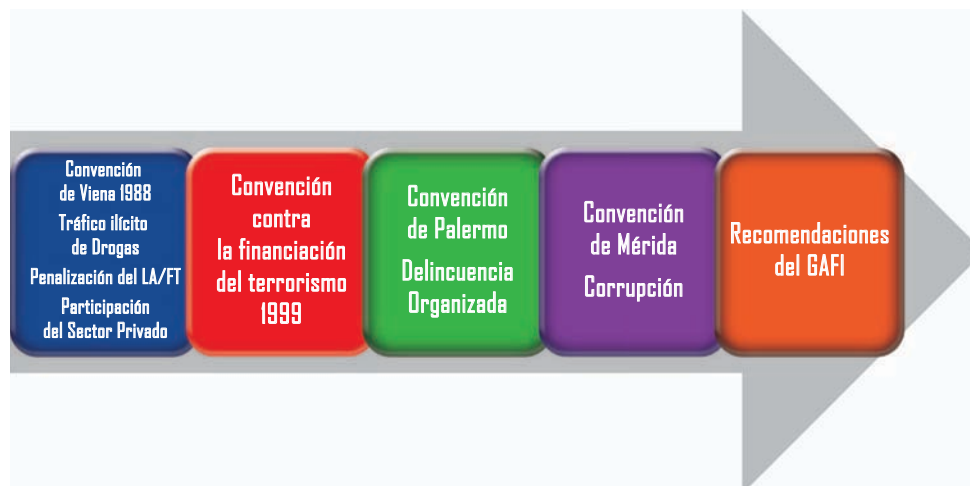 Convención
de Viena 1988
Tráfico ilícito
de Drogas
Penalización del LA/FT
Participación
del Sector Privado
Convención
contra
la financiación
del terrorismo
1999
Convención
de Palermo
Delincuencia
Organizada
Convención
de Mérida
Corrupción
Recomendaciones
del GAFI